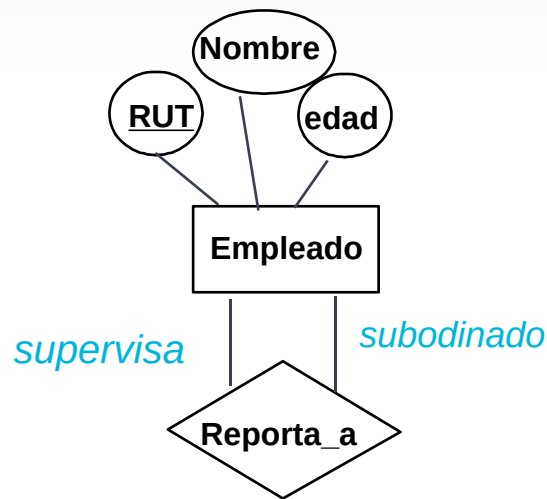 Nombre
RUT
edad
Empleado
supervisa
subodinado
Reporta_a